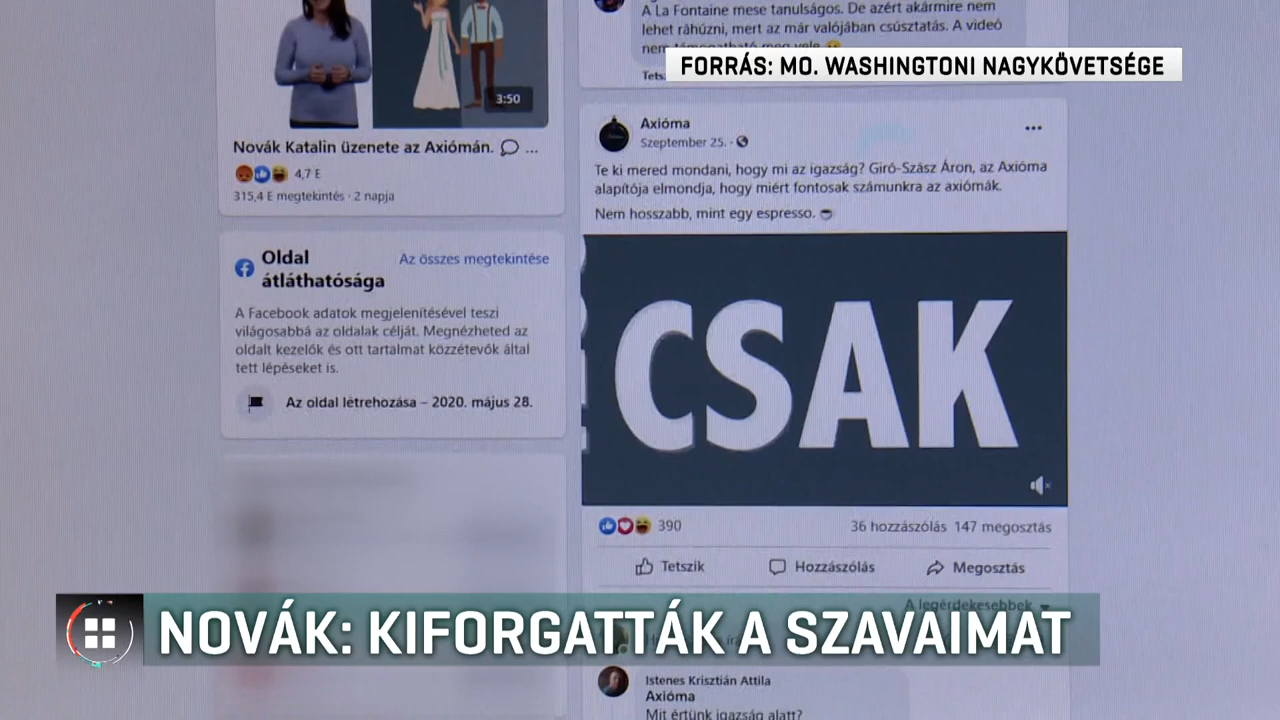 A La Fontaine mese tanulságos. De azért akármire nem
lehet ráhúzni, mert az már valójában csúsztatás. A videó
FORRÁS: MO. WASHINGTONI NAGYKÖVETSÉGE
3:50
Novák Katalin üzenete az Axiómán. ...
4,7 E
315,4 E megtekintés · 2 napja
Oldal
átláthatósága
Az összes megtekintése
A Facebook adatok megjelenítésével teszi
világosabbá az oldalak célját. Megnézheted az
oldalt kezelők és ott tartalmat közzétevők által
tett lépéseket is.
Az oldal létrehozása – 2020. május 28.
Axióma
Szeptember 25. ·
Te ki mered mondani, hogy mi az igazság? Giró-Szász Áron, az Axióma
alapítója elmondja, hogy miért fontosak számunkra az axiómák.
Nem hosszabb, mint egy espresso.
CSAK
390
36 hozzászólás 147 megosztás
Tetszik Hozzászólás Megosztás
A legérdekesebbek
NOVÁK: KIFORGATTÁK A SZAVAIMAT
Istenes Krisztián Attila
Axióma
Mit értünk igazság alatt?